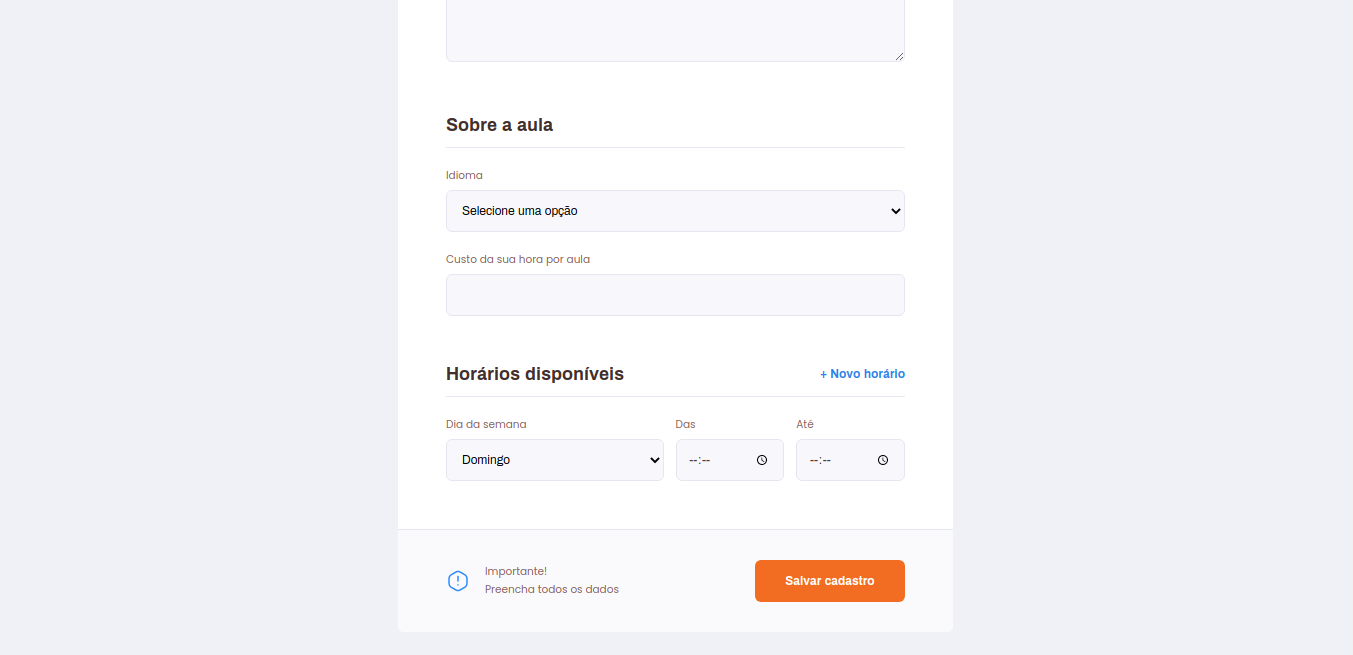 Sobre a aula
Idioma
Selecione uma opção
Custo da sua hora por aula
Horários disponíveis
+ Novo horário
Dia da semana
Das
Até
Domingo
--:--
--:--
Importante!
Preencha todos os dados
Salvar cadastro